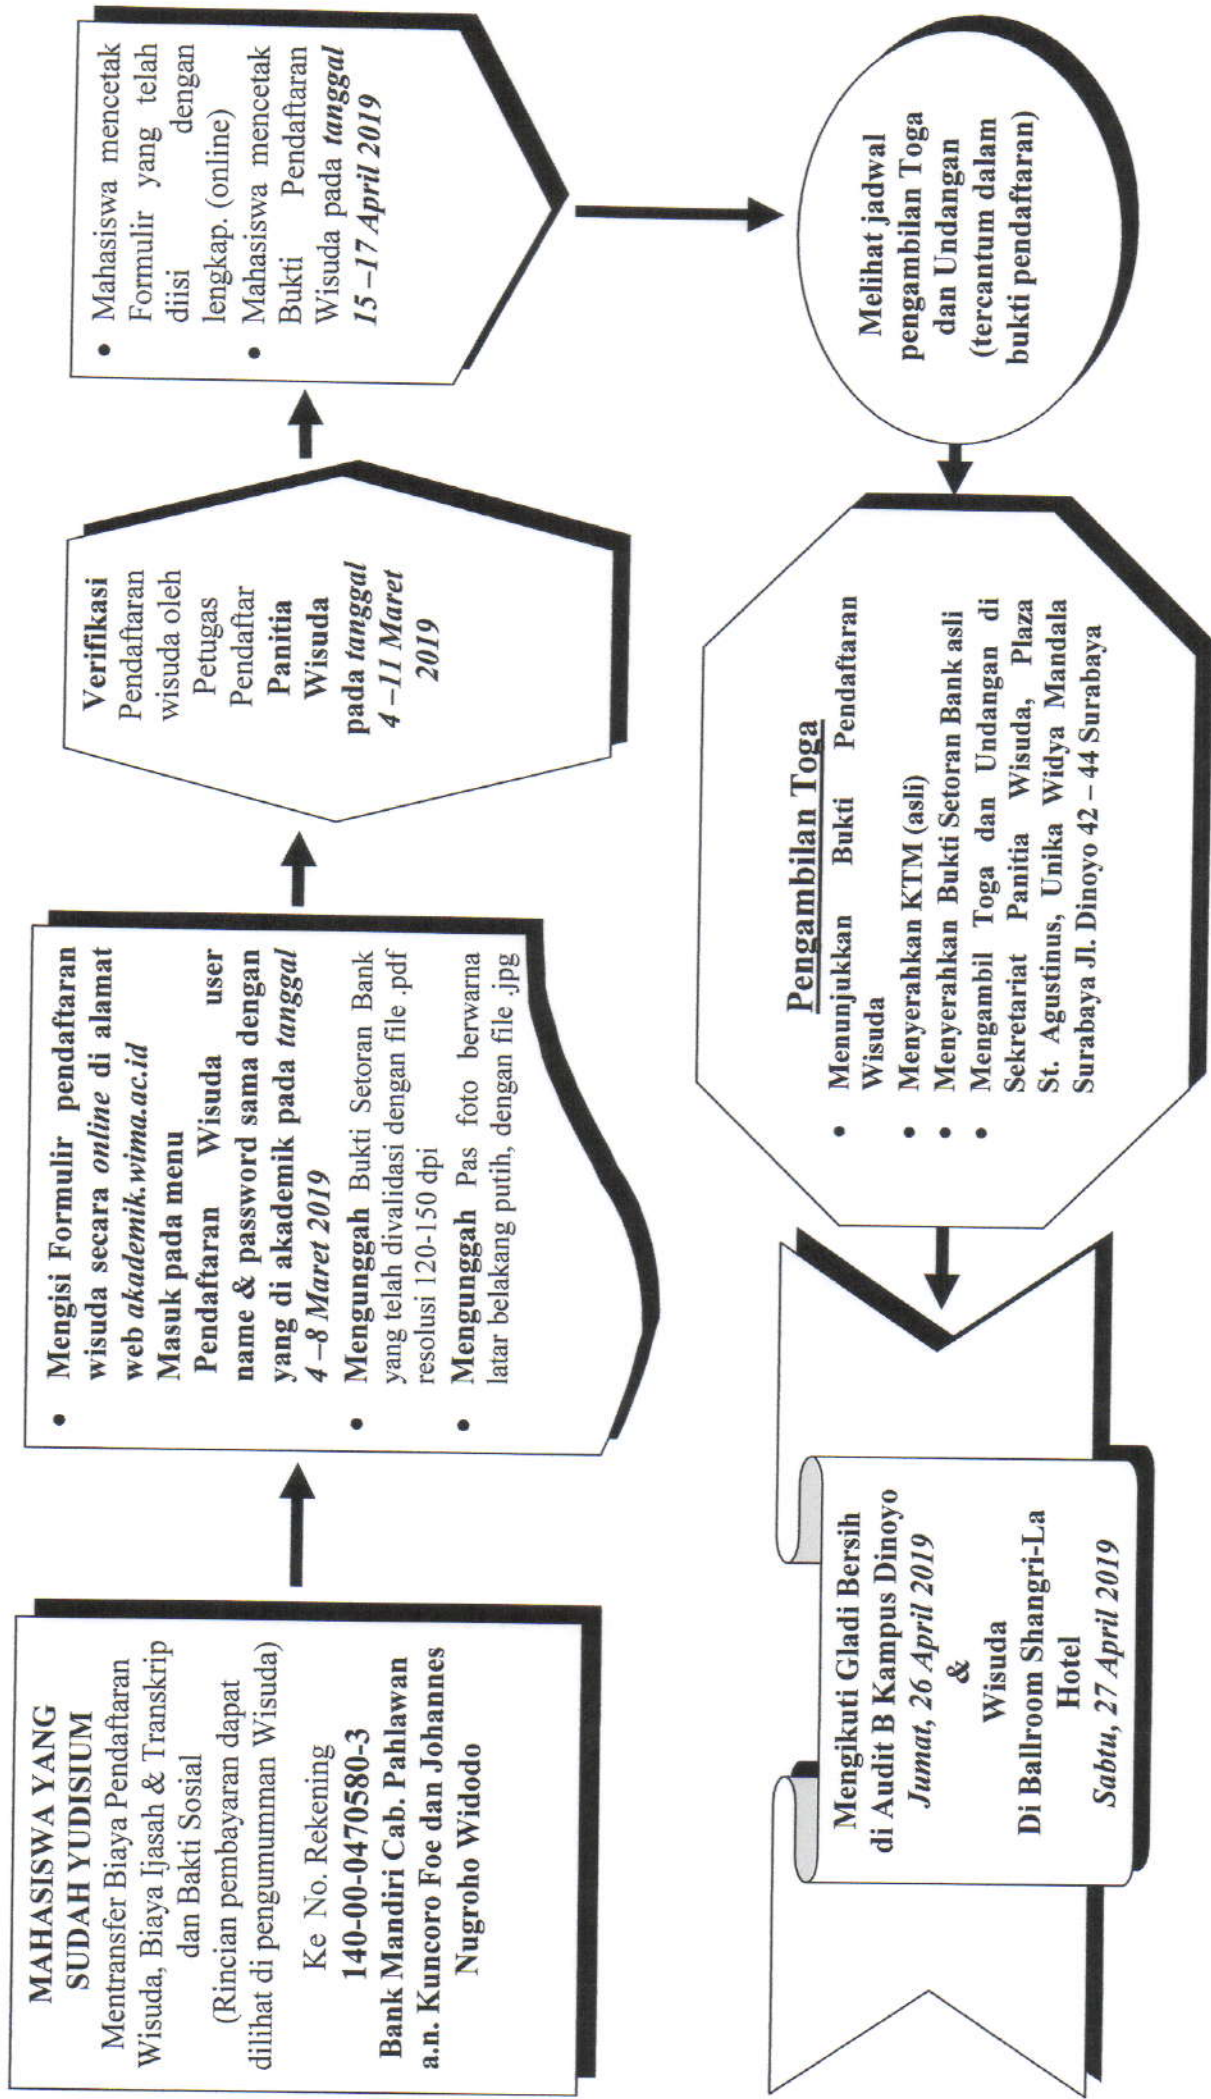 MAHASISWA YANG
SUDAH YUDISIUM
Mentransfer Biaya Pendaftaran
Wisuda, Biaya Ijasah & Transkrip
dan Bakti Sosial
(Rincian pembayaran dapat
dilihat di pengumumman Wisuda)
Ke No. Rekening
140-00-0470580-3
Bank Mandiri Cab. Pahlawan
a.n. Kuncoro Foe dan Johannes
Nugroho Widodo
• Mengisi Formulir pendaftaran
wisuda secara online di alamat
web akademik.wima.ac.id
Masuk pada menu
Pendaftaran Wisuda user
name & password sama dengan
yang di akademik pada tanggal
4 –8 Maret 2019
• Mengunggah Bukti Setoran Bank
yang telah divalidasi dengan file .pdf
resolusi 120-150 dpi
• Mengunggah Pas foto berwarna
latar belakang putih, dengan file .jpg
Verifikasi
Pendaftaran
wisuda oleh
Petugas
Pendaftar
Panitia
Wisuda
pada tanggal
4 –11 Maret
2019
• Mahasiswa mencetak
Formulir yang telah
diisi dengan
lengkap. (online)
• Mahasiswa mencetak
Bukti Pendaftaran
Wisuda pada tanggal
15 –17 April 2019
Melihat jadwal
pengambilan Toga
dan Undangan
(tercantum dalam
bukti pendaftaran)
Pengambilan Toga
• Menunjukkan Bukti Pendaftaran
Wisuda
• Menyerahkan KTM (asli)
• Menyerahkan Bukti Setoran Bank asli
• Mengambil Toga dan Undangan di
Sekretariat Panitia Wisuda, Plaza
St. Agustinus, Unika Widya Mandala
Surabaya Jl. Dinoyo 42 – 44 Surabaya
Mengikuti Gladi Bersih
di Audit B Kampus Dinoyo
Jumat, 26 April 2019
&
Wisuda
Di Ballroom Shangri-La
Hotel
Sabtu, 27 April 2019